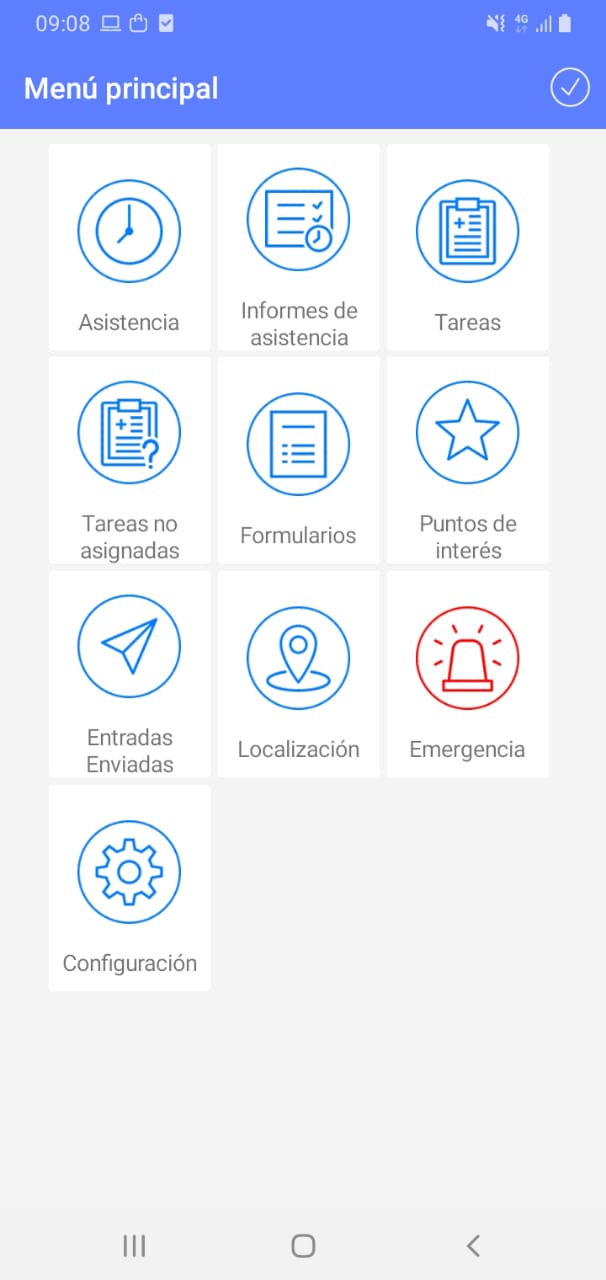 09:08
4G
Menú principal
Asistencia
Informes de
asistencia
Tareas
Tareas no
asignadas
Formularios
Puntos de
interés
Entradas
Enviadas
Localización
Emergencia
Configuración